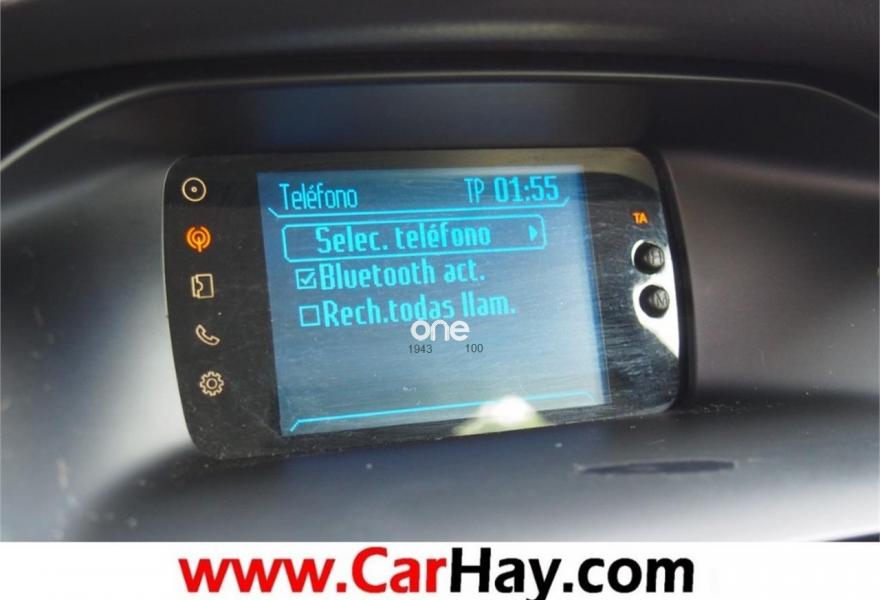 Teléfono TP 01:55
TA
Selec. teléfono
H
Bluetooth act.
M
Rech.todas llam.
one
1943 100
www.CarHay.com